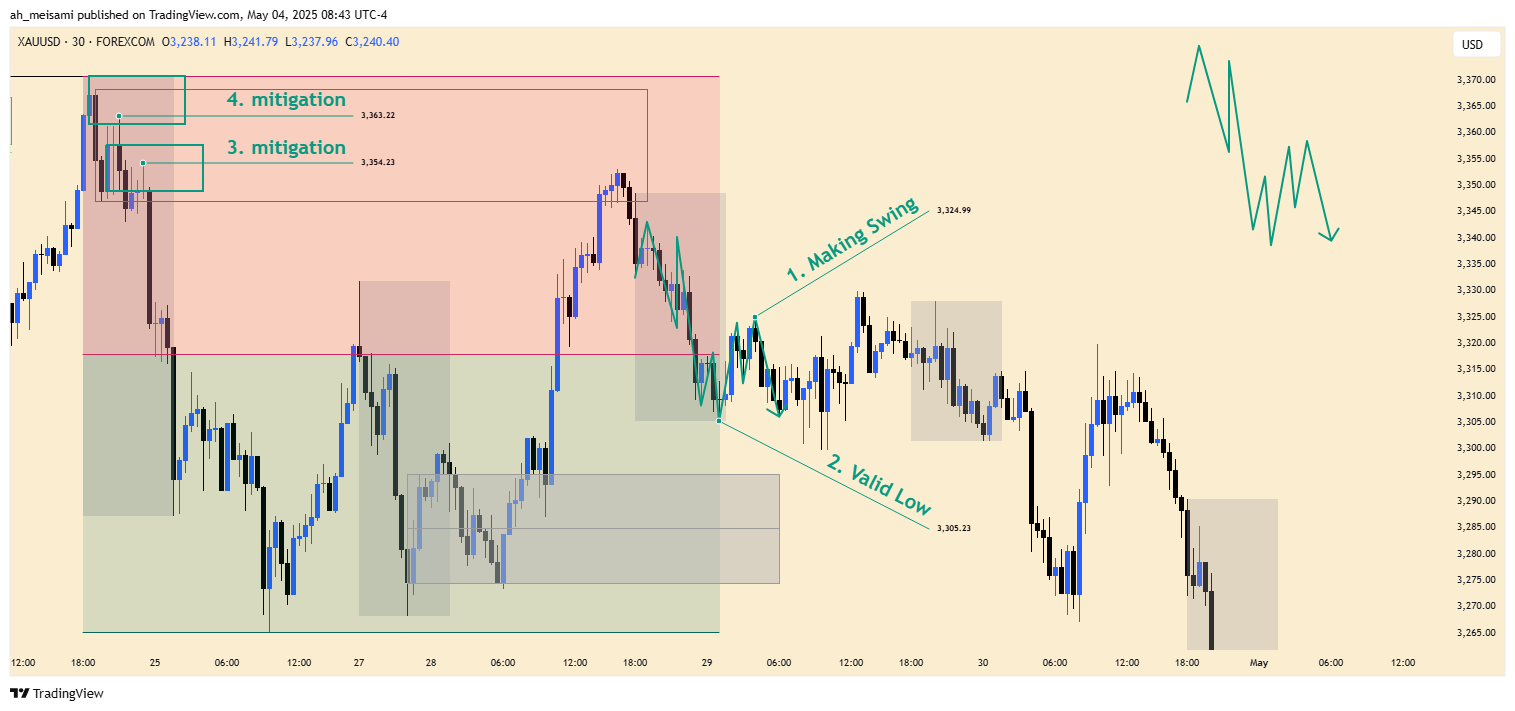 ah_meisami published on TradingView.com, May 04, 2025 08:43 UTC-4
XAUUSD · 30 · FOREXCOM O3,238.11 H3,241.79 L3,237.96 C3,240.40
USD
4. mitigation
3,363.22
3. mitigation
3,354.23
1. Making Swing
3,324.99
2. Valid Low
3,305.23
3,370.00
3,365.00
3,360.00
3,355.00
3,350.00
3,345.00
3,340.00
3,335.00
3,330.00
3,325.00
3,320.00
3,315.00
3,310.00
3,305.00
3,300.00
3,295.00
3,290.00
3,285.00
3,280.00
3,275.00
3,270.00
3,265.00
12:00 18:00 25 06:00 12:00 27 28 06:00 12:00 18:00 29 06:00 12:00 18:00 30 06:00 12:00 18:00 May 06:00 12:00
TradingView